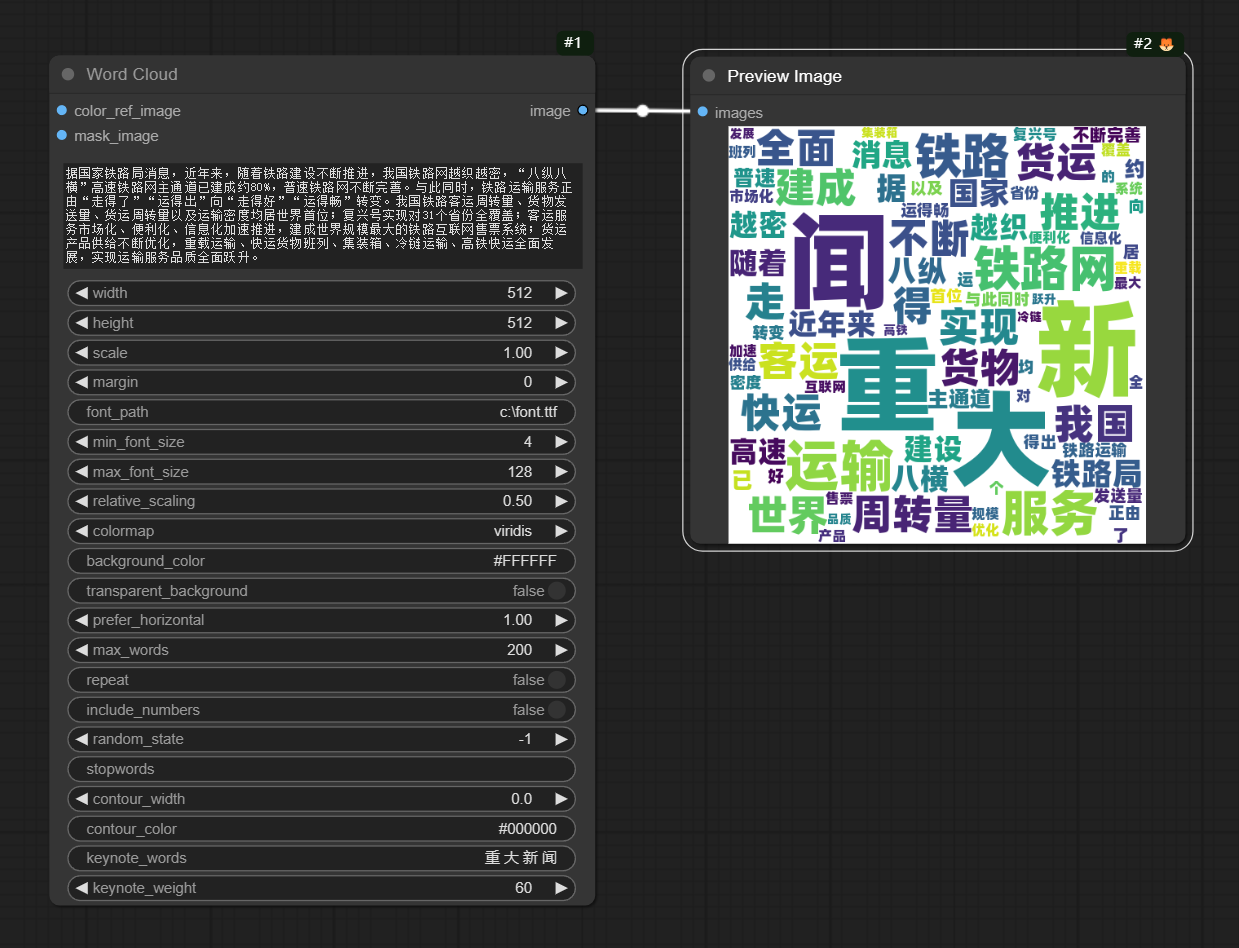 #1
Word Cloud
color_ref_image
image
mask_image
据国家铁路局消息，近年来，随着铁路建设不断推进，我国铁路网越织越密，“八纵八
横”高速铁路网主通道已建成约80%，普速铁路网不断完善。与此同时，铁路运输服务正
由“走得了”“运得出”向“走得好”“运得畅”转变。我国铁路客运周转量、货物发
送量、货运周转量以及运输密度均居世界首位；复兴号实现对31个省份全覆盖；客运服
务市场化、便利化、信息化加速推进，建成世界规模最大的铁路互联网售票系统；货运
产品供给不断优化，重载运输、快运货物班列、集装箱、冷链运输、高铁快运全面发
展，实现运输服务品质全面跃升。
width 512
height 512
scale 1.00
margin 0
font_path c:\font.ttf
min_font_size 4
max_font_size 128
relative_scaling 0.50
colormap viridis
background_color #FFFFFF
transparent_background false
prefer_horizontal 1.00
max_words 200
repeat false
include_numbers false
random_state -1
stopwords
contour_width 0.0
contour_color #000000
keynote_words 重大新闻
keynote_weight 60
#2
Preview Image
images
发展 全面 集装箱 铁路 复兴号 不断完善
班列 消息 货运 覆盖
普速 建成 据 以及 国家 省份 的 约
市场化 运得畅 推进 系统 向
越密 闻 不断 越织 便利化 信息化 居
随着 八纵 运 铁路网 重载 最大
走 得 首位 与此同时 跃升
转变 近年来 高铁 实现 冷链 新
加速 客运 重 货物 均
供给
密度 互联网 主通道 对 全
快运 大 我国
高速 运输 建设 得出 铁路运输
已 好 八横 个 铁路局
世界 售票 周转量 规模 服务 发送量
品质 正由
产品 优化 了